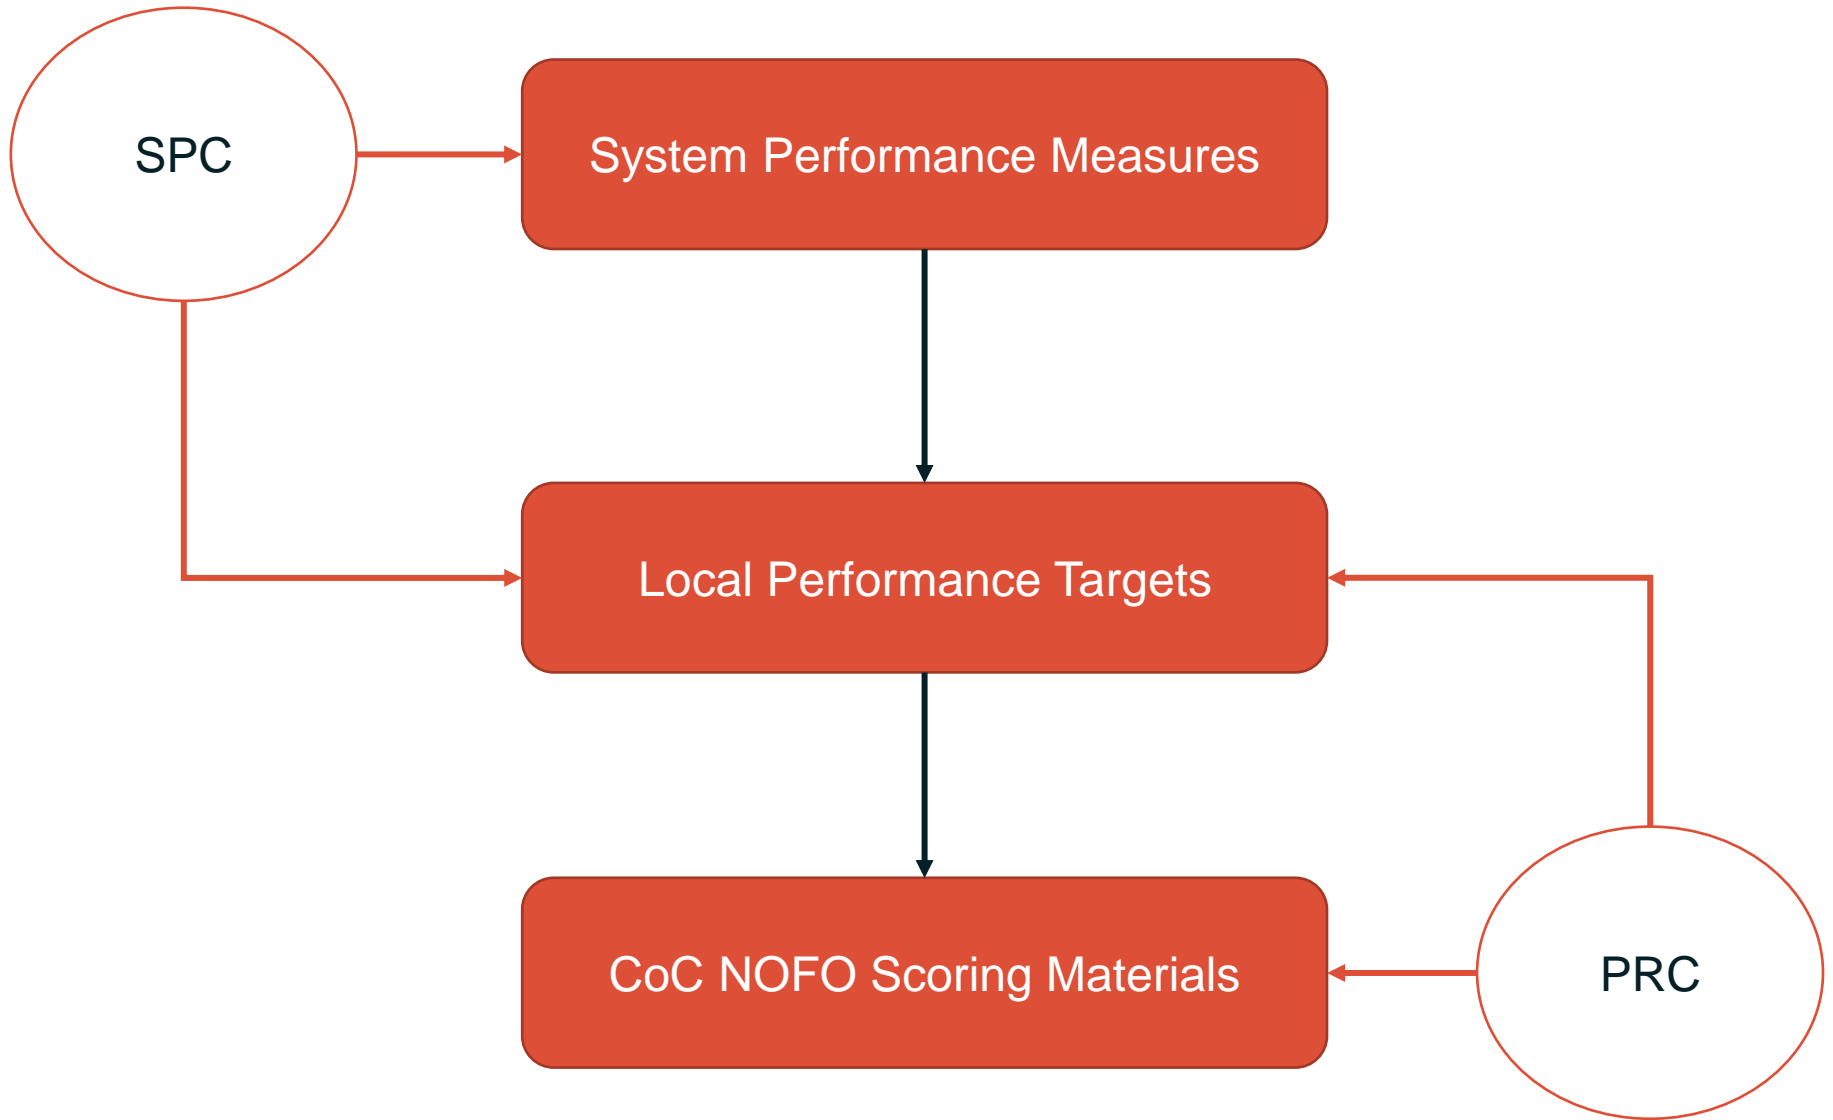 SPC
System Performance Measures
Local Performance Targets
CoC NOFO Scoring Materials
PRC